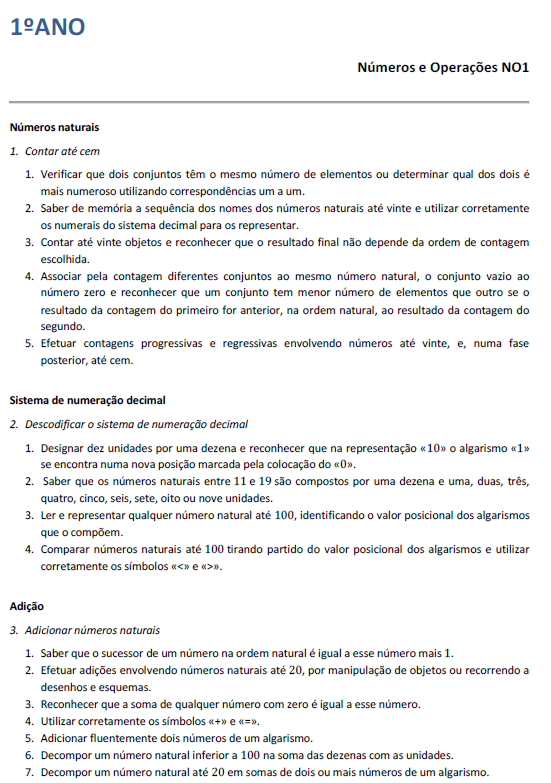 1ºANO
Números e Operações NO1
Números naturais
1. Contar até cem
1. Verificar que dois conjuntos têm o mesmo número de elementos ou determinar qual dos dois é
mais numeroso utilizando correspondências um a um.
2. Saber de memória a sequência dos nomes dos números naturais até vinte e utilizar corretamente
os numerais do sistema decimal para os representar.
3. Contar até vinte objetos e reconhecer que o resultado final não depende da ordem de contagem
escolhida.
4. Associar pela contagem diferentes conjuntos ao mesmo número natural, o conjunto vazio ao
número zero e reconhecer que um conjunto tem menor número de elementos que outro se o
resultado da contagem do primeiro for anterior, na ordem natural, ao resultado da contagem do
segundo.
5. Efetuar contagens progressivas e regressivas envolvendo números até vinte, e, numa fase
posterior, até cem.
Sistema de numeração decimal
2. Descodificar o sistema de numeração decimal
1. Designar dez unidades por uma dezena e reconhecer que na representação «10» o algarismo «1»
se encontra numa nova posição marcada pela colocação do «0».
2. Saber que os números naturais entre 11 e 19 são compostos por uma dezena e uma, duas, três,
quatro, cinco, seis, sete, oito ou nove unidades.
3. Ler e representar qualquer número natural até 100, identificando o valor posicional dos algarismos
que o compõem.
4. Comparar números naturais até 100 tirando partido do valor posicional dos algarismos e utilizar
corretamente os símbolos «<» e «>».
Adição
3. Adicionar números naturais
1. Saber que o sucessor de um número na ordem natural é igual a esse número mais 1.
2. Efetuar adições envolvendo números naturais até 20, por manipulação de objetos ou recorrendo a
desenhos e esquemas.
3. Reconhecer que a soma de qualquer número com zero é igual a esse número.
4. Utilizar corretamente os símbolos «+» e «=».
5. Adicionar fluentemente dois números de um algarismo.
6. Decompor um número natural inferior a 100 na soma das dezenas com as unidades.
7. Decompor um número natural até 20 em somas de dois ou mais números de um algarismo.